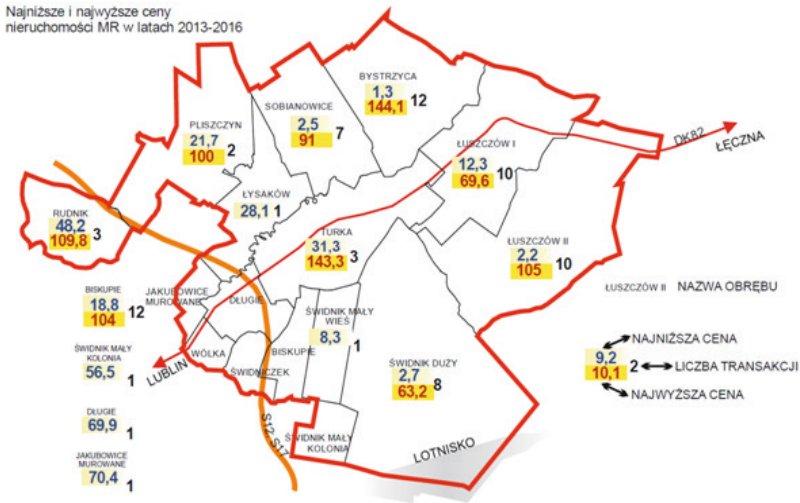 Najniższe i najwyższe ceny
nieruchomości MR w latach 2013-2016
BYSTRZYCA
1,3
144,1
12
SOBIANOWICE
2,5
91
7
PLISZCZYN
21,7
100
2
DK82
ŁĘCZNA
ŁUSZCZÓW I
12,3
69,6
10
ŁYSAKÓW
28,1 1
RUDNIK
48,2
109,8
3
TURKA
31,3
143,3
3
ŁUSZCZÓW II
2,2
105
10
BISKUPIE
18,8
104
12
JAKUBOWICE
MUROWANE
DŁUGIE
ŚWIDNIK MAŁY
WIEŚ
8,3
1
ŁUSZCZÓW II NAZWA OBRĘBU
ŚWIDNIK MAŁY
KOLONIA
56,5
1
LUBLIN
WÓLKA
BISKUPIE
ŚWIDNICZEK
ŚWIDNIK DUŻY
2,7
63,2
8
NAJNIŻSZA CENA
9,2
10,1
2
LICZBA TRANSAKCJI
NAJWYŻSZA CENA
DŁUGIE
69,9
1
S12-S17
ŚWIDNIK MAŁY
KOLONIA
LOTNISKO
JAKUBOWICE
MUROWANE
70,4
1